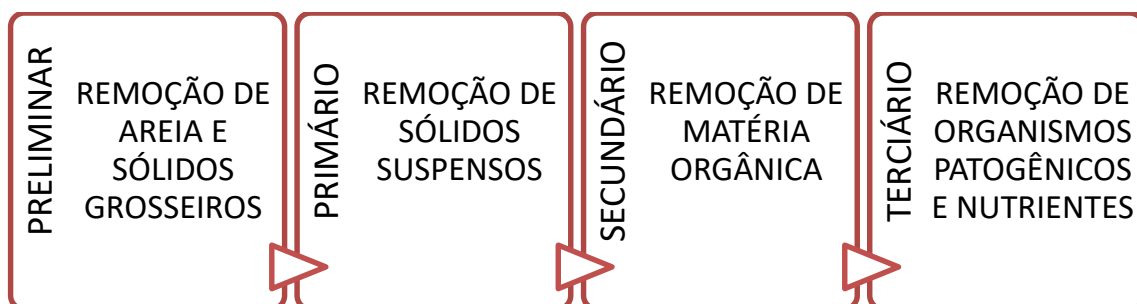 PRELIMINAR
REMOÇÃO DE
AREIA E
SÓLIDOS
GROSSEIROS
PRIMÁRIO
REMOÇÃO DE
SÓLIDOS
SUSPENSOS
SECUNDÁRIO
REMOÇÃO DE
MATÉRIA
ORGÂNICA
TERCIÁRIO
REMOÇÃO DE
ORGANISMOS
PATOGÊNICOS
E NUTRIENTES